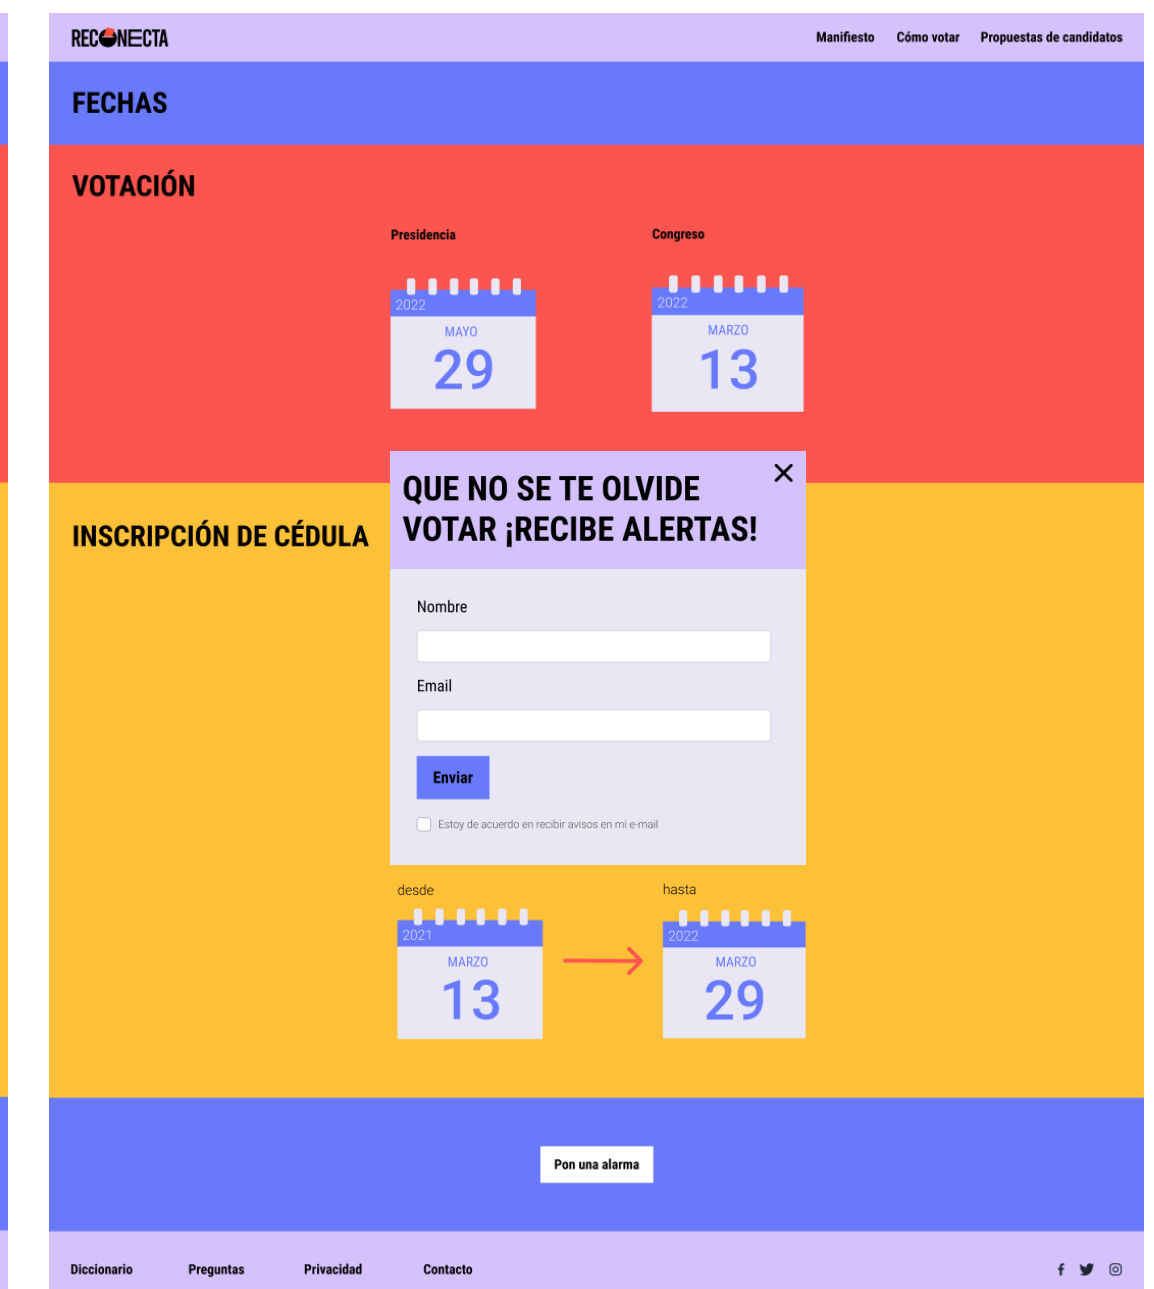 RECONECTA
Manifiesto
Cómo votar
Propuestas de candidatos
FECHAS
VOTACIÓN
Presidencia
Congreso
2022
MAYO
29
2022
MARZO
13
QUE NO SE TE OLVIDE
VOTAR ¡RECIBE ALERTAS!
INSCRIPCIÓN DE CÉDULA
Nombre
Email
Enviar
Estoy de acuerdo en recibir avisos en mi e-mail
desde
hasta
2021
MARZO
13
2022
MARZO
29
Pon una alarma
Diccionario
Preguntas
Privacidad
Contacto